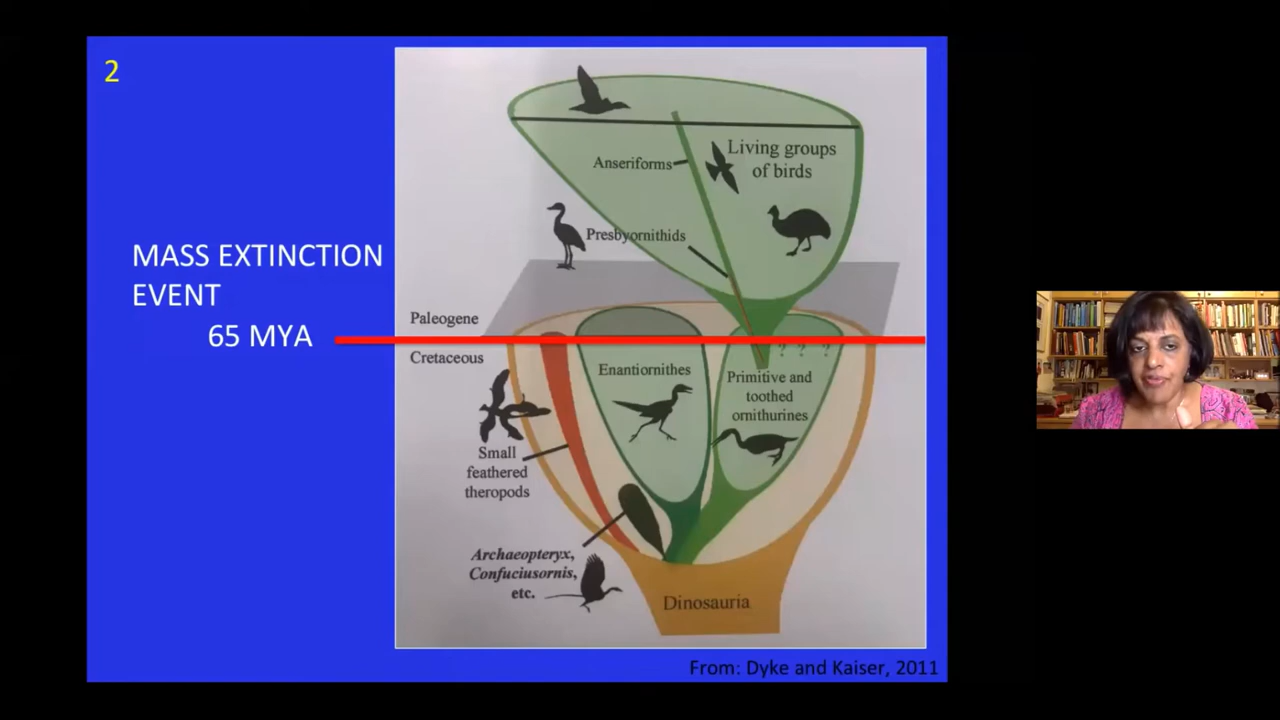 2
MASS EXTINCTION
EVENT
65 MYA
Anseriforms
Living groups
of birds
Presbyornithids
Paleogene
Cretaceous
Enantiornithes
Primitive and
toothed
ornithurines
? ? ?
Small
feathered
theropods
Archaeopteryx,
Confuciusornis,
etc.
Dinosauria
From: Dyke and Kaiser, 2011